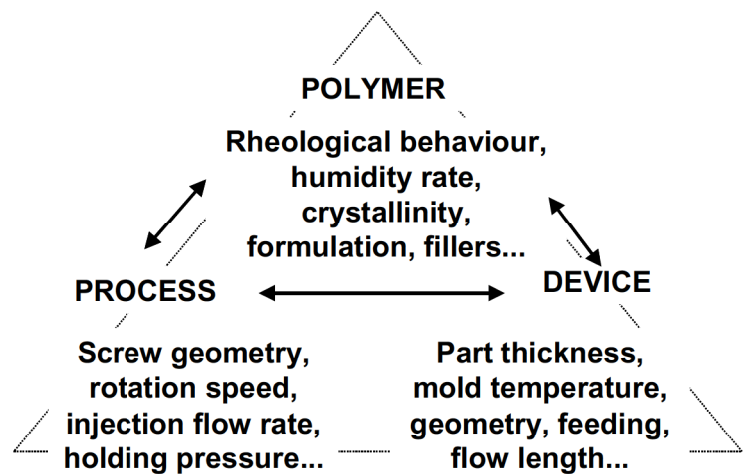 POLYMER
Rheological behaviour,
humidity rate,
crystallinity,
formulation, fillers...
PROCESS
Screw geometry,
rotation speed,
injection flow rate,
holding pressure...
DEVICE
Part thickness,
mold temperature,
geometry, feeding,
flow length...